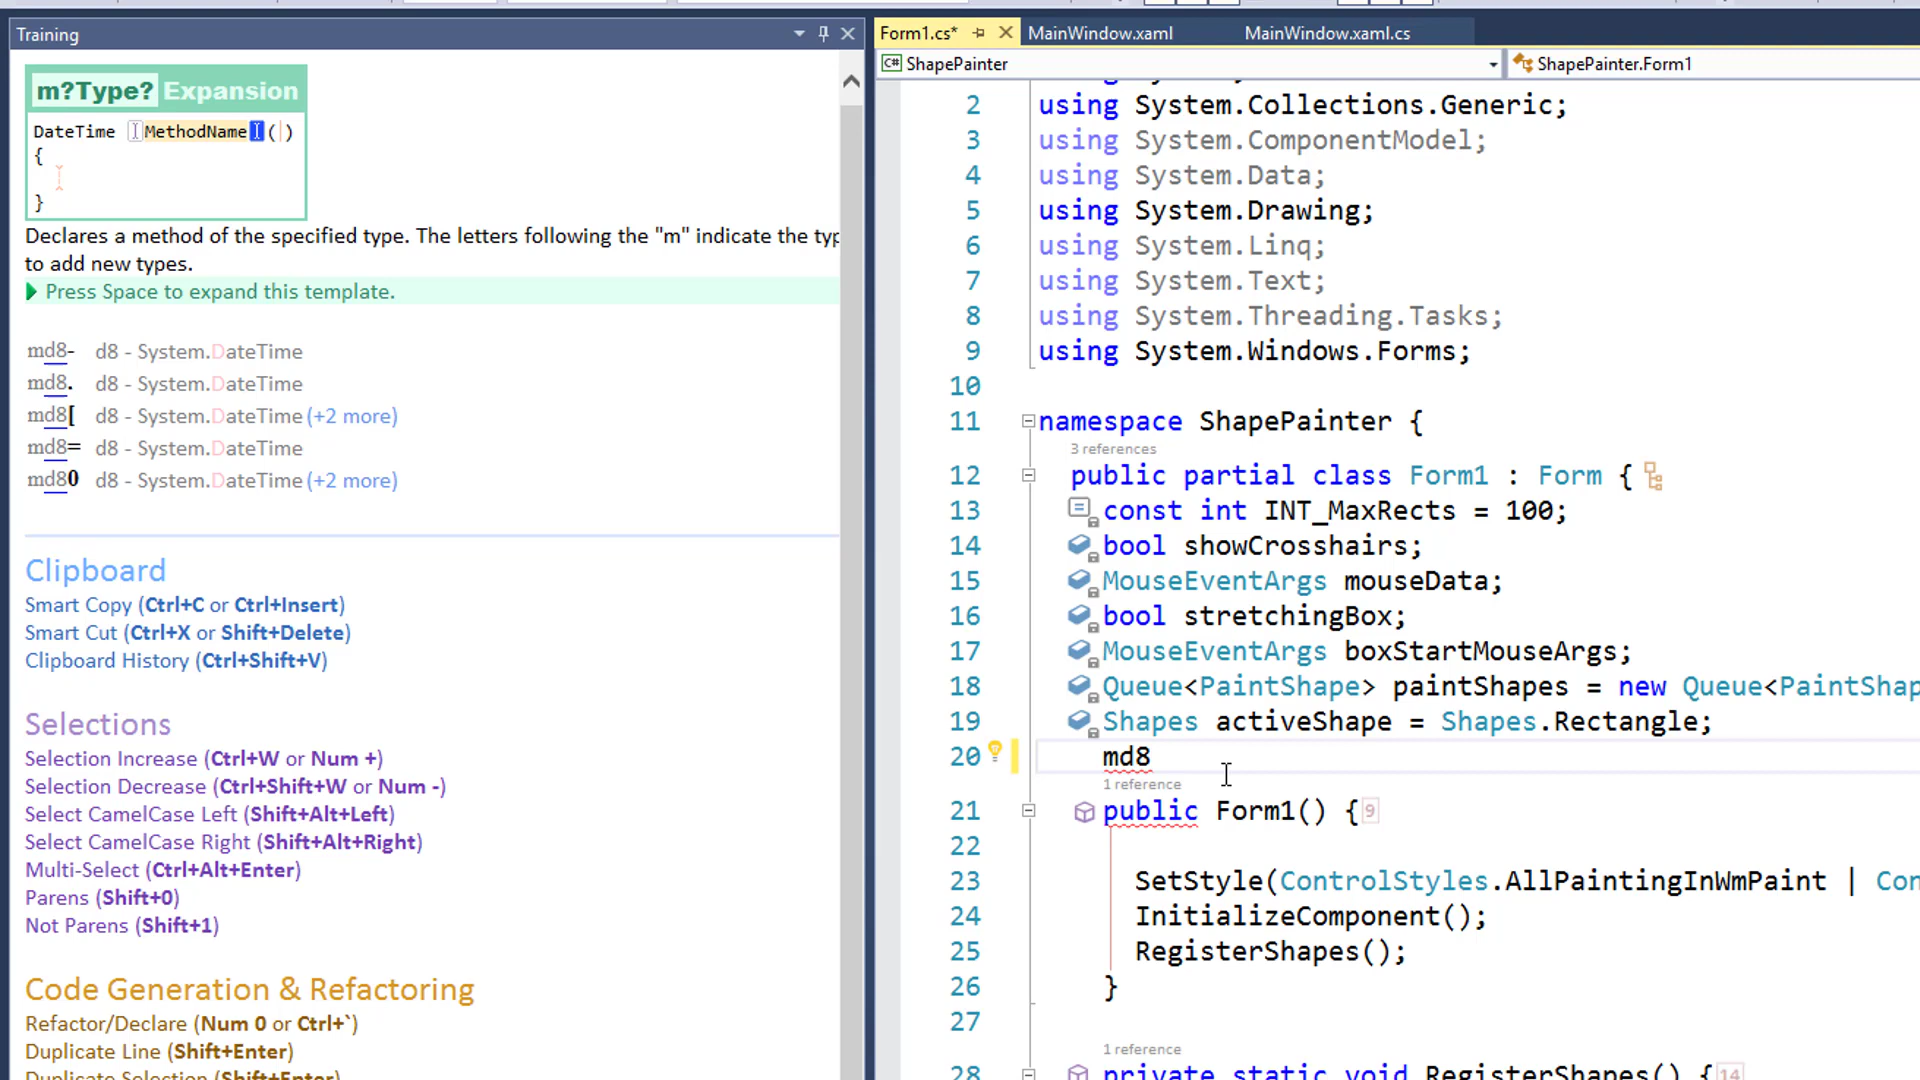 Training
m?Type? Expansion
DateTime MethodName()
{
}
Declares a method of the specified type. The letters following the "m" indicate the typ
to add new types.
Press Space to expand this template.
md8- d8 - System.DateTime
md8. d8 - System.DateTime
md8[ d8 - System.DateTime (+2 more)
md8= d8 - System.DateTime
md80 d8 - System.DateTime (+2 more)
Clipboard
Smart Copy (Ctrl+C or Ctrl+Insert)
Smart Cut (Ctrl+X or Shift+Delete)
Clipboard History (Ctrl+Shift+V)
Selections
Selection Increase (Ctrl+W or Num +)
Selection Decrease (Ctrl+Shift+W or Num -)
Select CamelCase Left (Shift+Alt+Left)
Select CamelCase Right (Shift+Alt+Right)
Multi-Select (Ctrl+Alt+Enter)
Parens (Shift+0)
Not Parens (Shift+1)
Code Generation & Refactoring
Refactor/Declare (Num 0 or Ctrl+`)
Duplicate Line (Shift+Enter)
Duplicate Selection (Shift+Enter)
Form1.cs* MainWindow.xaml MainWindow.xaml.cs
C# ShapePainter ShapePainter.Form1
2 using System.Collections.Generic;
3 using System.ComponentModel;
4 using System.Data;
5 using System.Drawing;
6 using System.Linq;
7 using System.Text;
8 using System.Threading.Tasks;
9 using System.Windows.Forms;
10
11 namespace ShapePainter {
3 references
12 public partial class Form1 : Form {
13 const int INT_MaxRects = 100;
14 bool showCrosshairs;
15 MouseEventArgs mouseData;
16 bool stretchingBox;
17 MouseEventArgs boxStartMouseArgs;
18 Queue<PaintShape> paintShapes = new Queue<PaintShap
19 Shapes activeShape = Shapes.Rectangle;
20 md8
1 reference
21 public Form1() { 9
22
23 SetStyle(ControlStyles.AllPaintingInWmPaint | Con
24 InitializeComponent();
25 RegisterShapes();
26 }
27
1 reference
28 private static void RegisterShapes() { 14